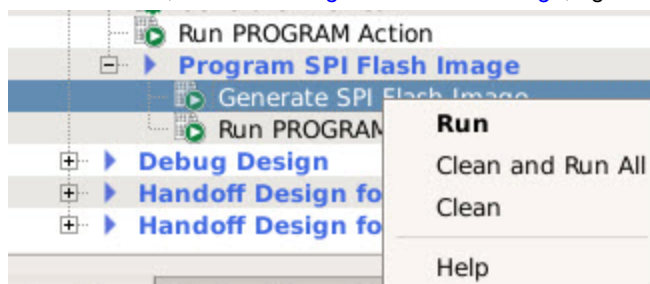 Run PROGRAM Action
Program SPI Flash Image
Generate SPI Flash Image
Run PROGRAM
Run
Debug Design
Clean and Run All
Handoff Design fo
Clean
Handoff Design fo
Help